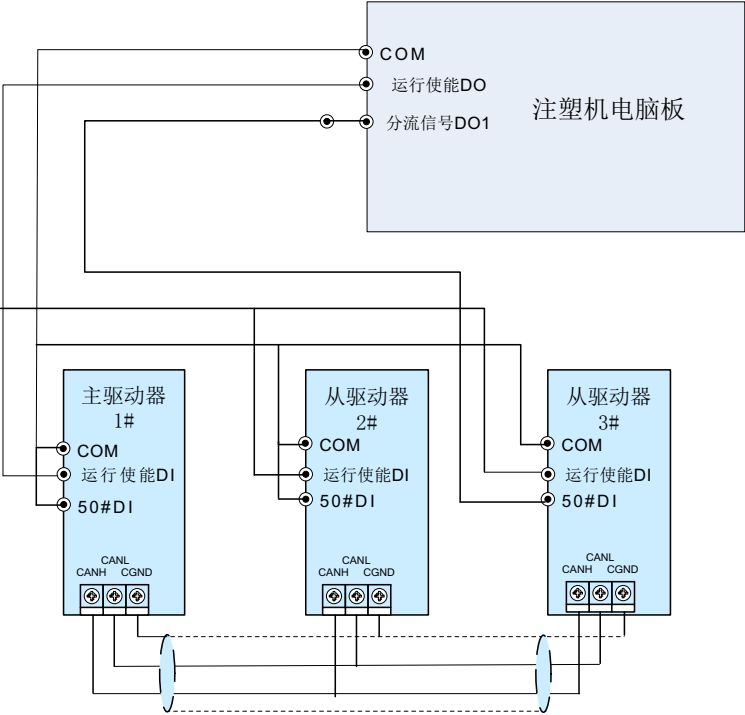 COM
运行使能DO
分流信号DO1
注塑机电脑板
主驱动器
1#
COM
运行使能DI
50#DI
CANL
CANH CGND
从驱动器
2#
COM
运行使能DI
50#DI
CANL
CANH CGND
从驱动器
3#
COM
运行使能DI
50#DI
CANL
CANH CGND